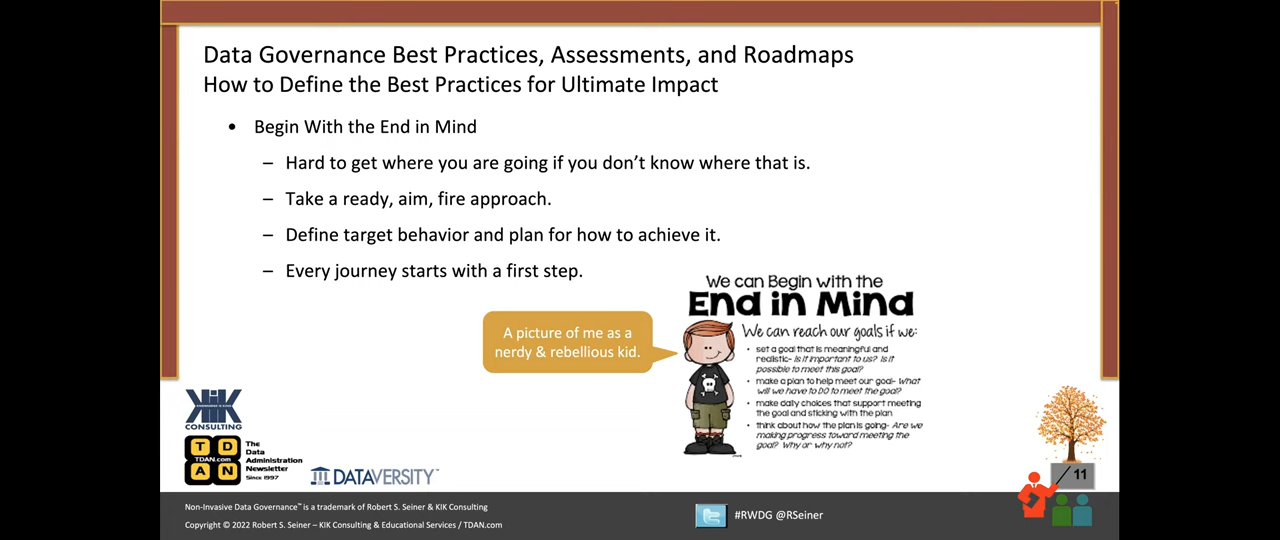 Data Governance Best Practices, Assessments, and Roadmaps
How to Define the Best Practices for Ultimate Impact
• Begin With the End in Mind
– Hard to get where you are going if you don’t know where that is.
– Take a ready, aim, fire approach.
– Define target behavior and plan for how to achieve it.
– Every journey starts with a first step.
A picture of me as a
nerdy & rebellious kid.
We can Begin with the
End in Mind
We can reach our goals if we:
• set a goal that is meaningful and
realistic- Is it important to us? Is it
possible to meet this goal?
• make a plan to help meet our goal- What
will we have to DO to meet the goal?
• make daily choices that support meeting
the goal and sticking with the plan
• think about how the plan is going- Are we
making progress toward meeting the
goal? Why or why not?
KIK
CONSULTING
T D
TDAN.com
A N
The
Data
Administration
Newsletter
Since 1997
DATAVERSITY™
11
Non-Invasive Data Governance™ is a trademark of Robert S. Seiner & KIK Consulting
Copyright © 2022 Robert S. Seiner – KIK Consulting & Educational Services / TDAN.com
#RWDG @RSeiner